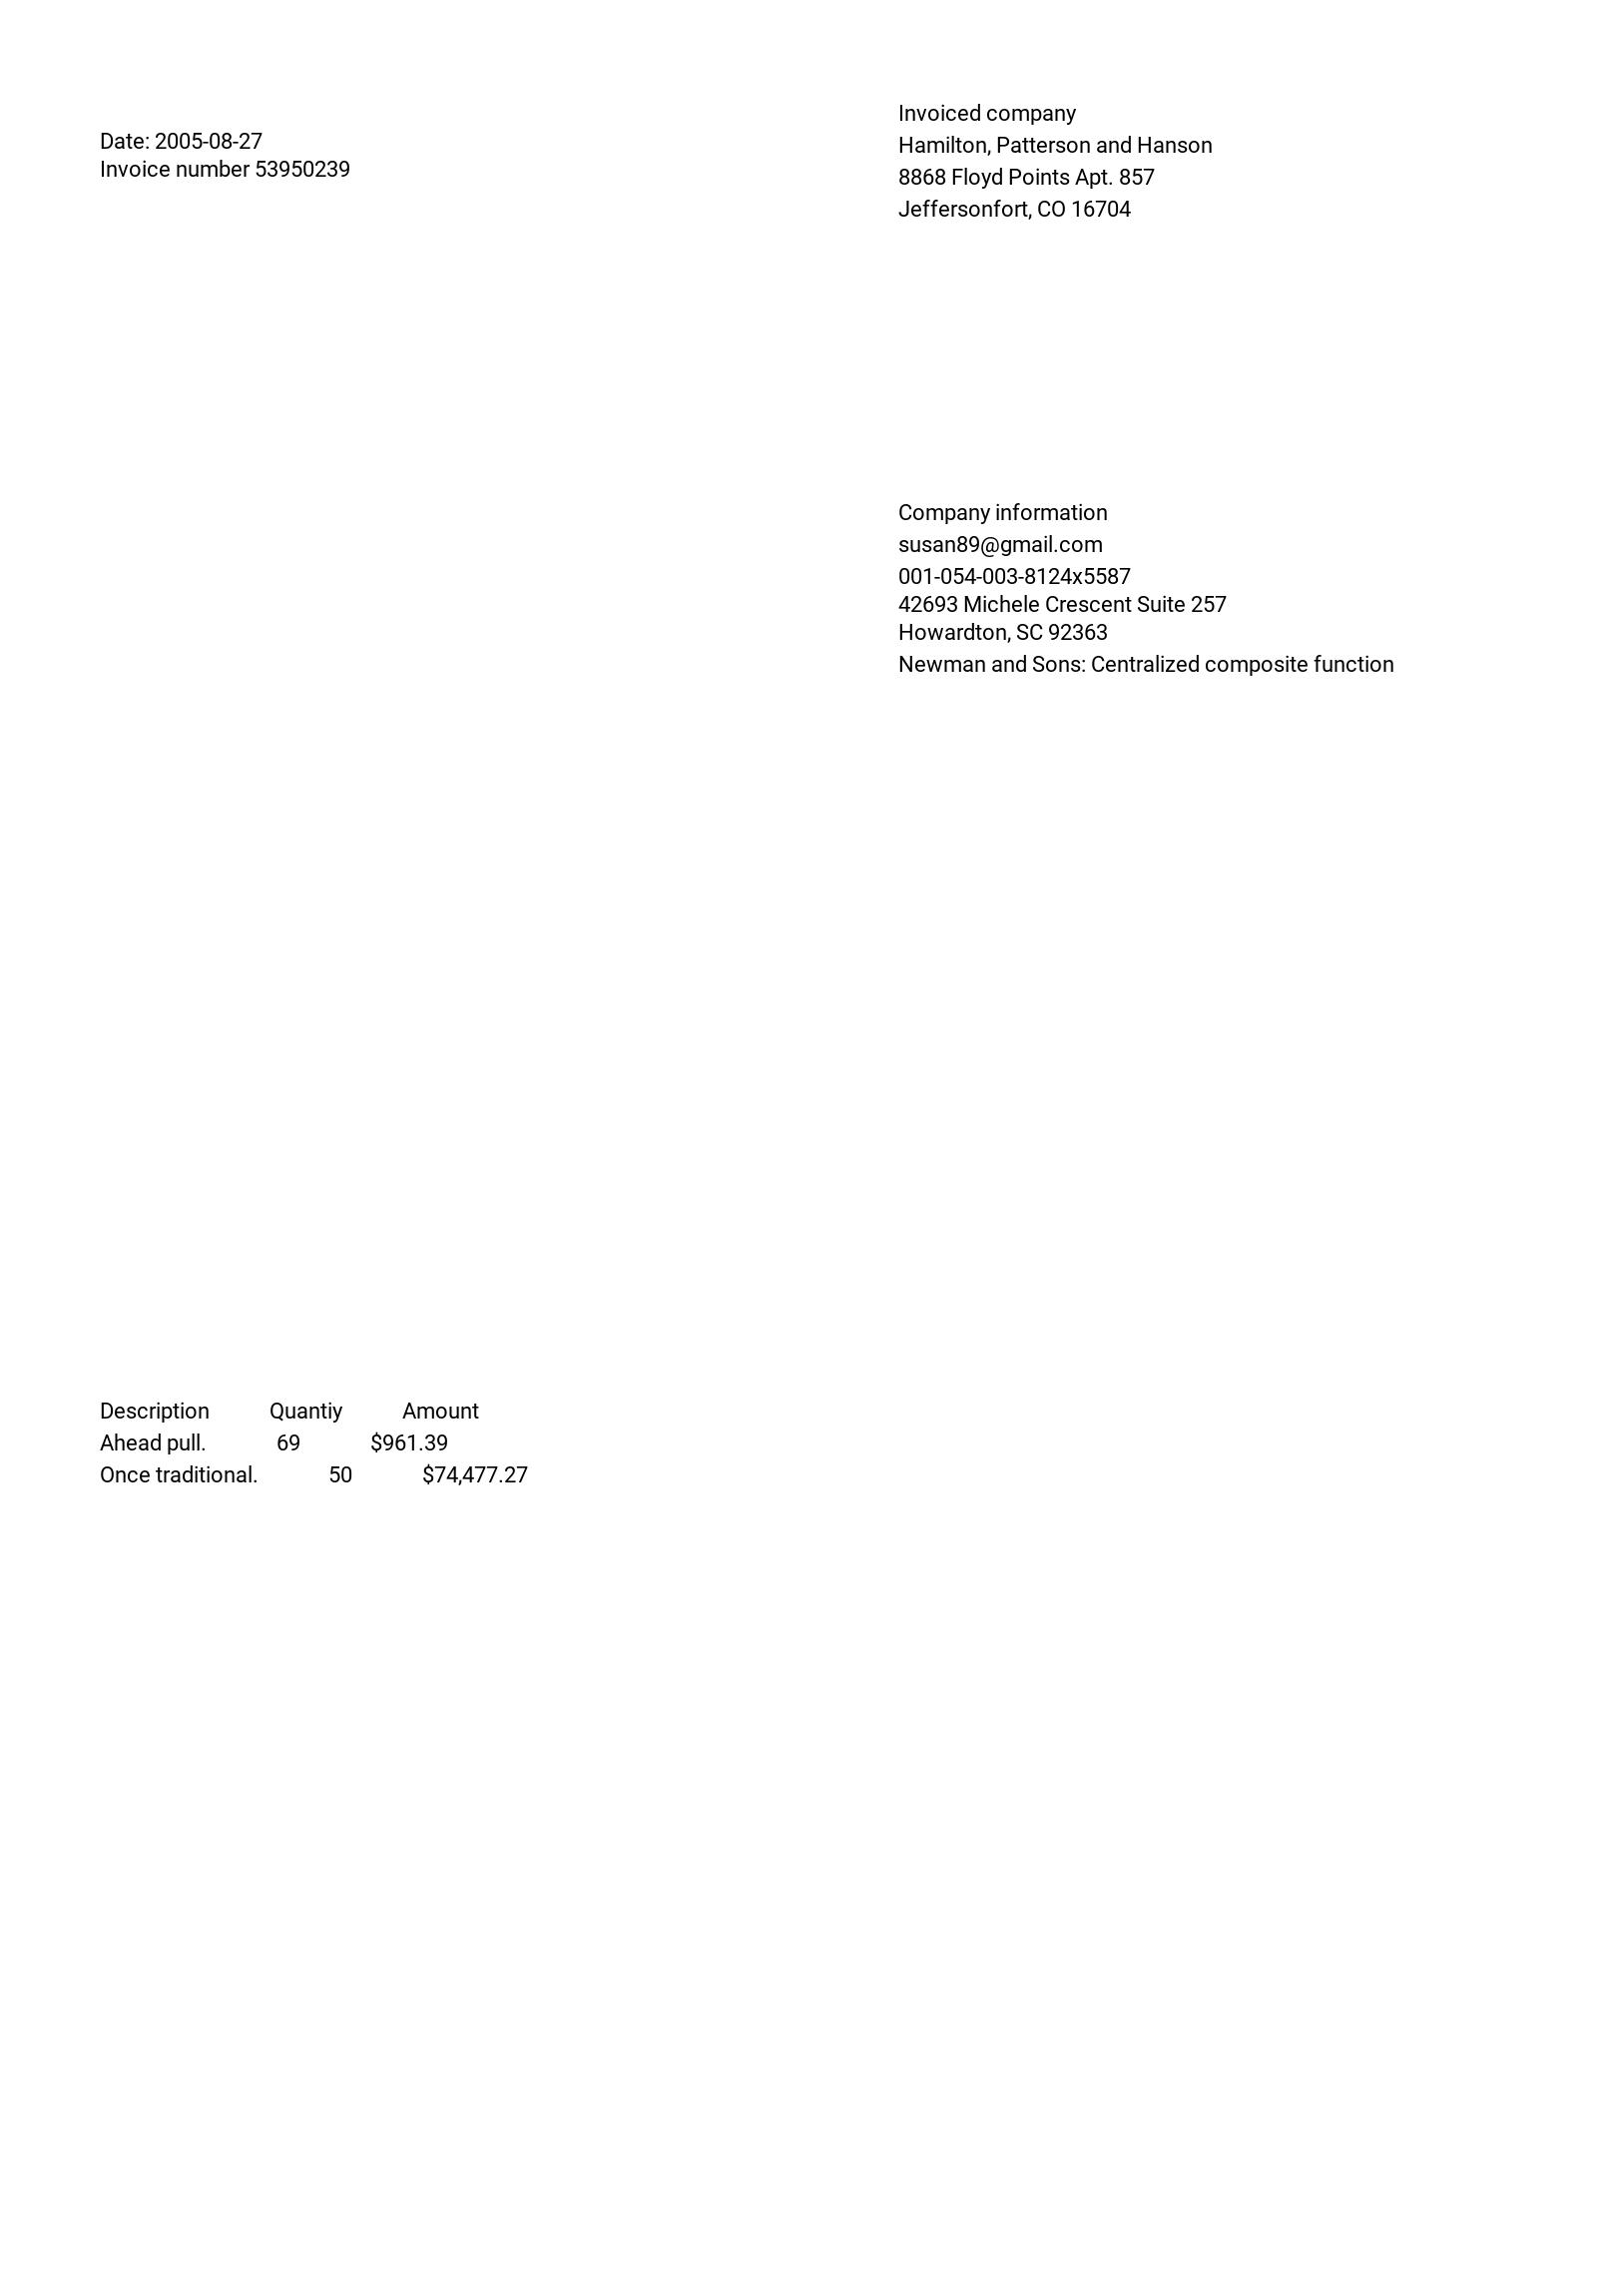 Date: 2005-08-27
Invoice number 53950239
Invoiced company
Hamilton, Patterson and Hanson
8868 Floyd Points Apt. 857
Jeffersonfort, CO 16704
Company information
susan89@gmail.com
001-054-003-8124x5587
42693 Michele Crescent Suite 257
Howardton, SC 92363
Newman and Sons: Centralized composite function
Description Quantiy Amount
Ahead pull. 69 $961.39
Once traditional. 50 $74,477.27